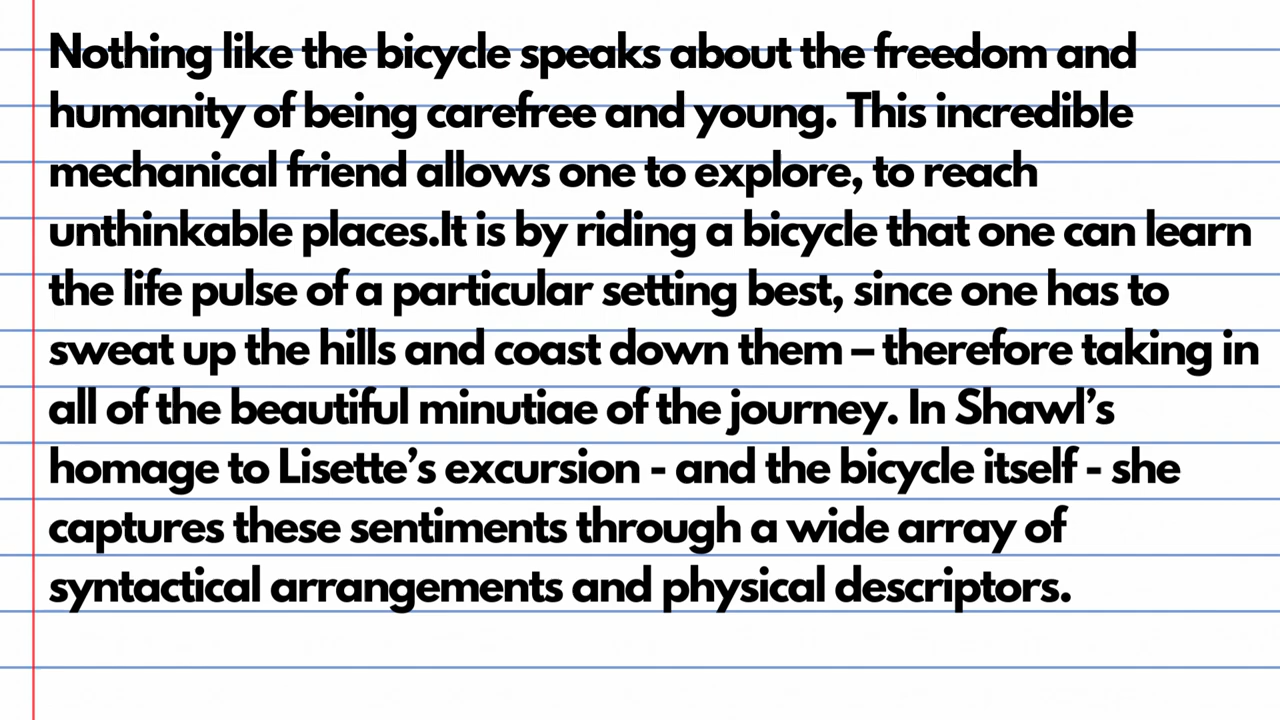 Nothing like the bicycle speaks about the freedom and
humanity of being carefree and young. This incredible
mechanical friend allows one to explore, to reach
unthinkable places.It is by riding a bicycle that one can learn
the life pulse of a particular setting best, since one has to
sweat up the hills and coast down them – therefore taking in
all of the beautiful minutiae of the journey. In Shawl’s
homage to Lisette’s excursion - and the bicycle itself - she
captures these sentiments through a wide array of
syntactical arrangements and physical descriptors.